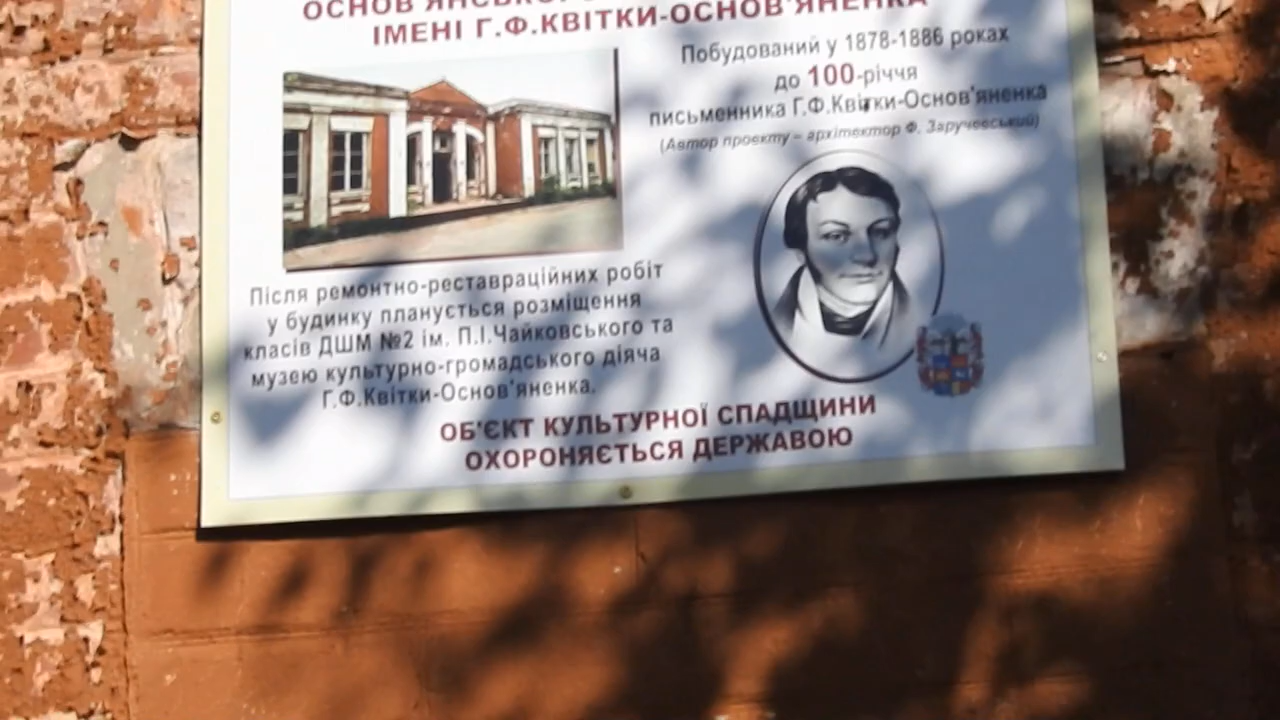 ІМЕНІ Г.Ф.КВІТКИ-ОСНОВ'ЯНЕНКА
Побудований у 1878-1886 роках
до 100-річчя
письменника Г.Ф.Квітки-Основ'яненка
(Автор проекту – архітектор Ф. Заручевський)
Після ремонтно-реставраційних робіт
у будинку планується розміщення
класів ДШМ №2 ім. П.І.Чайковського та
музею культурно-громадського діяча
Г.Ф.Квітки-Основ'яненка.
ОБ'ЄКТ КУЛЬТУРНОЇ СПАДЩИНИ
ОХОРОНЯЄТЬСЯ ДЕРЖАВОЮ